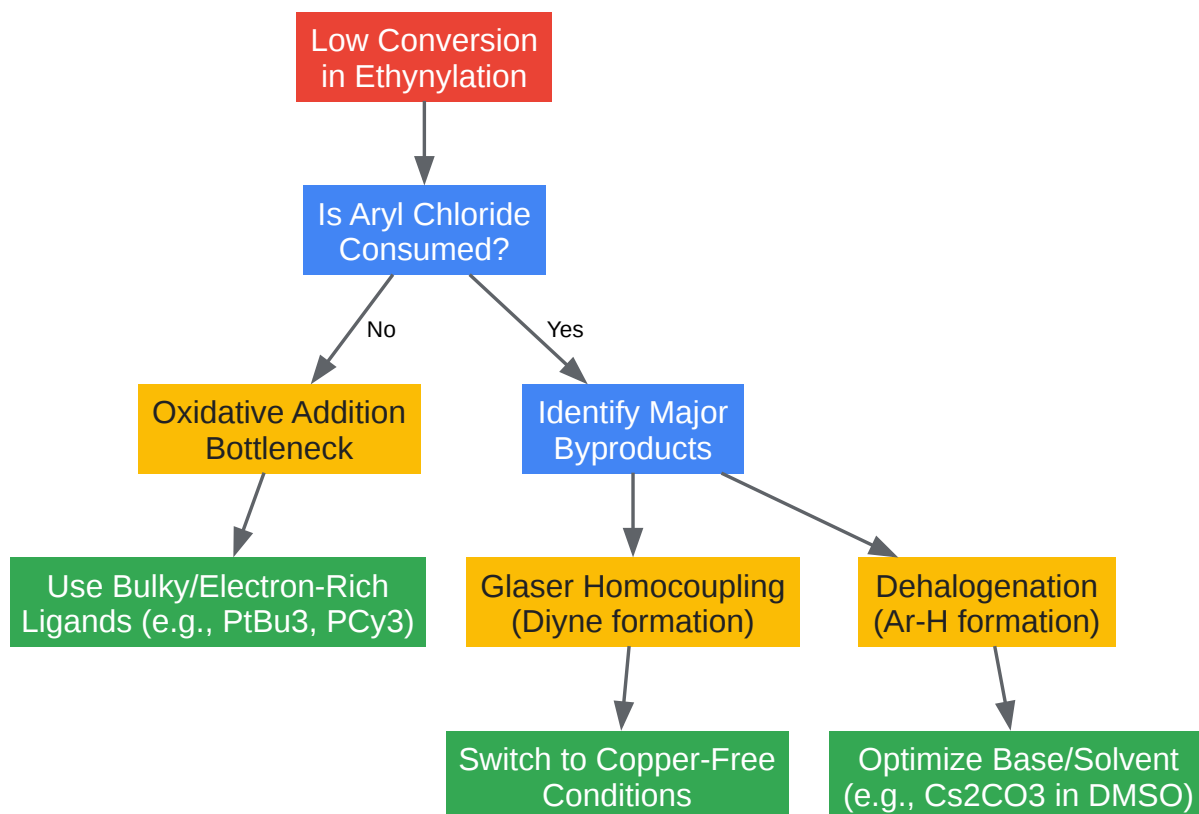 Low Conversion
in Ethynylation
Is Aryl Chloride
Consumed?
No
Yes
Oxidative Addition
Bottleneck
Identify Major
Byproducts
Use Bulky/Electron-Rich
Ligands (e.g., PtBu3, PCy3)
Glaser Homocoupling
(Diyne formation)
Dehalogenation
(Ar-H formation)
Switch to Copper-Free
Conditions
Optimize Base/Solvent
(e.g., Cs2CO3 in DMSO)